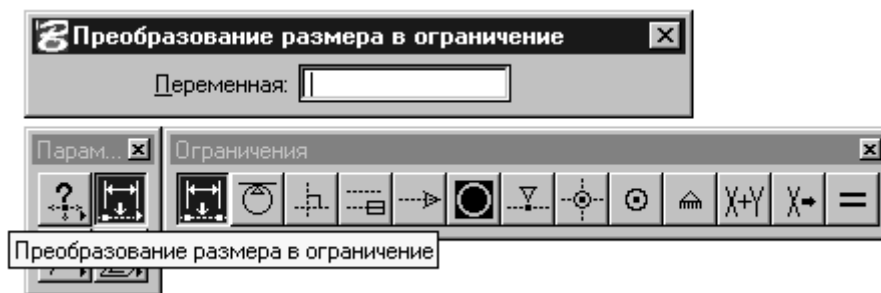 Преобразование размера в ограничение
Переменная:
Парам...
Ограничения
?
X+Y
X
=
Преобразование размера в ограничение